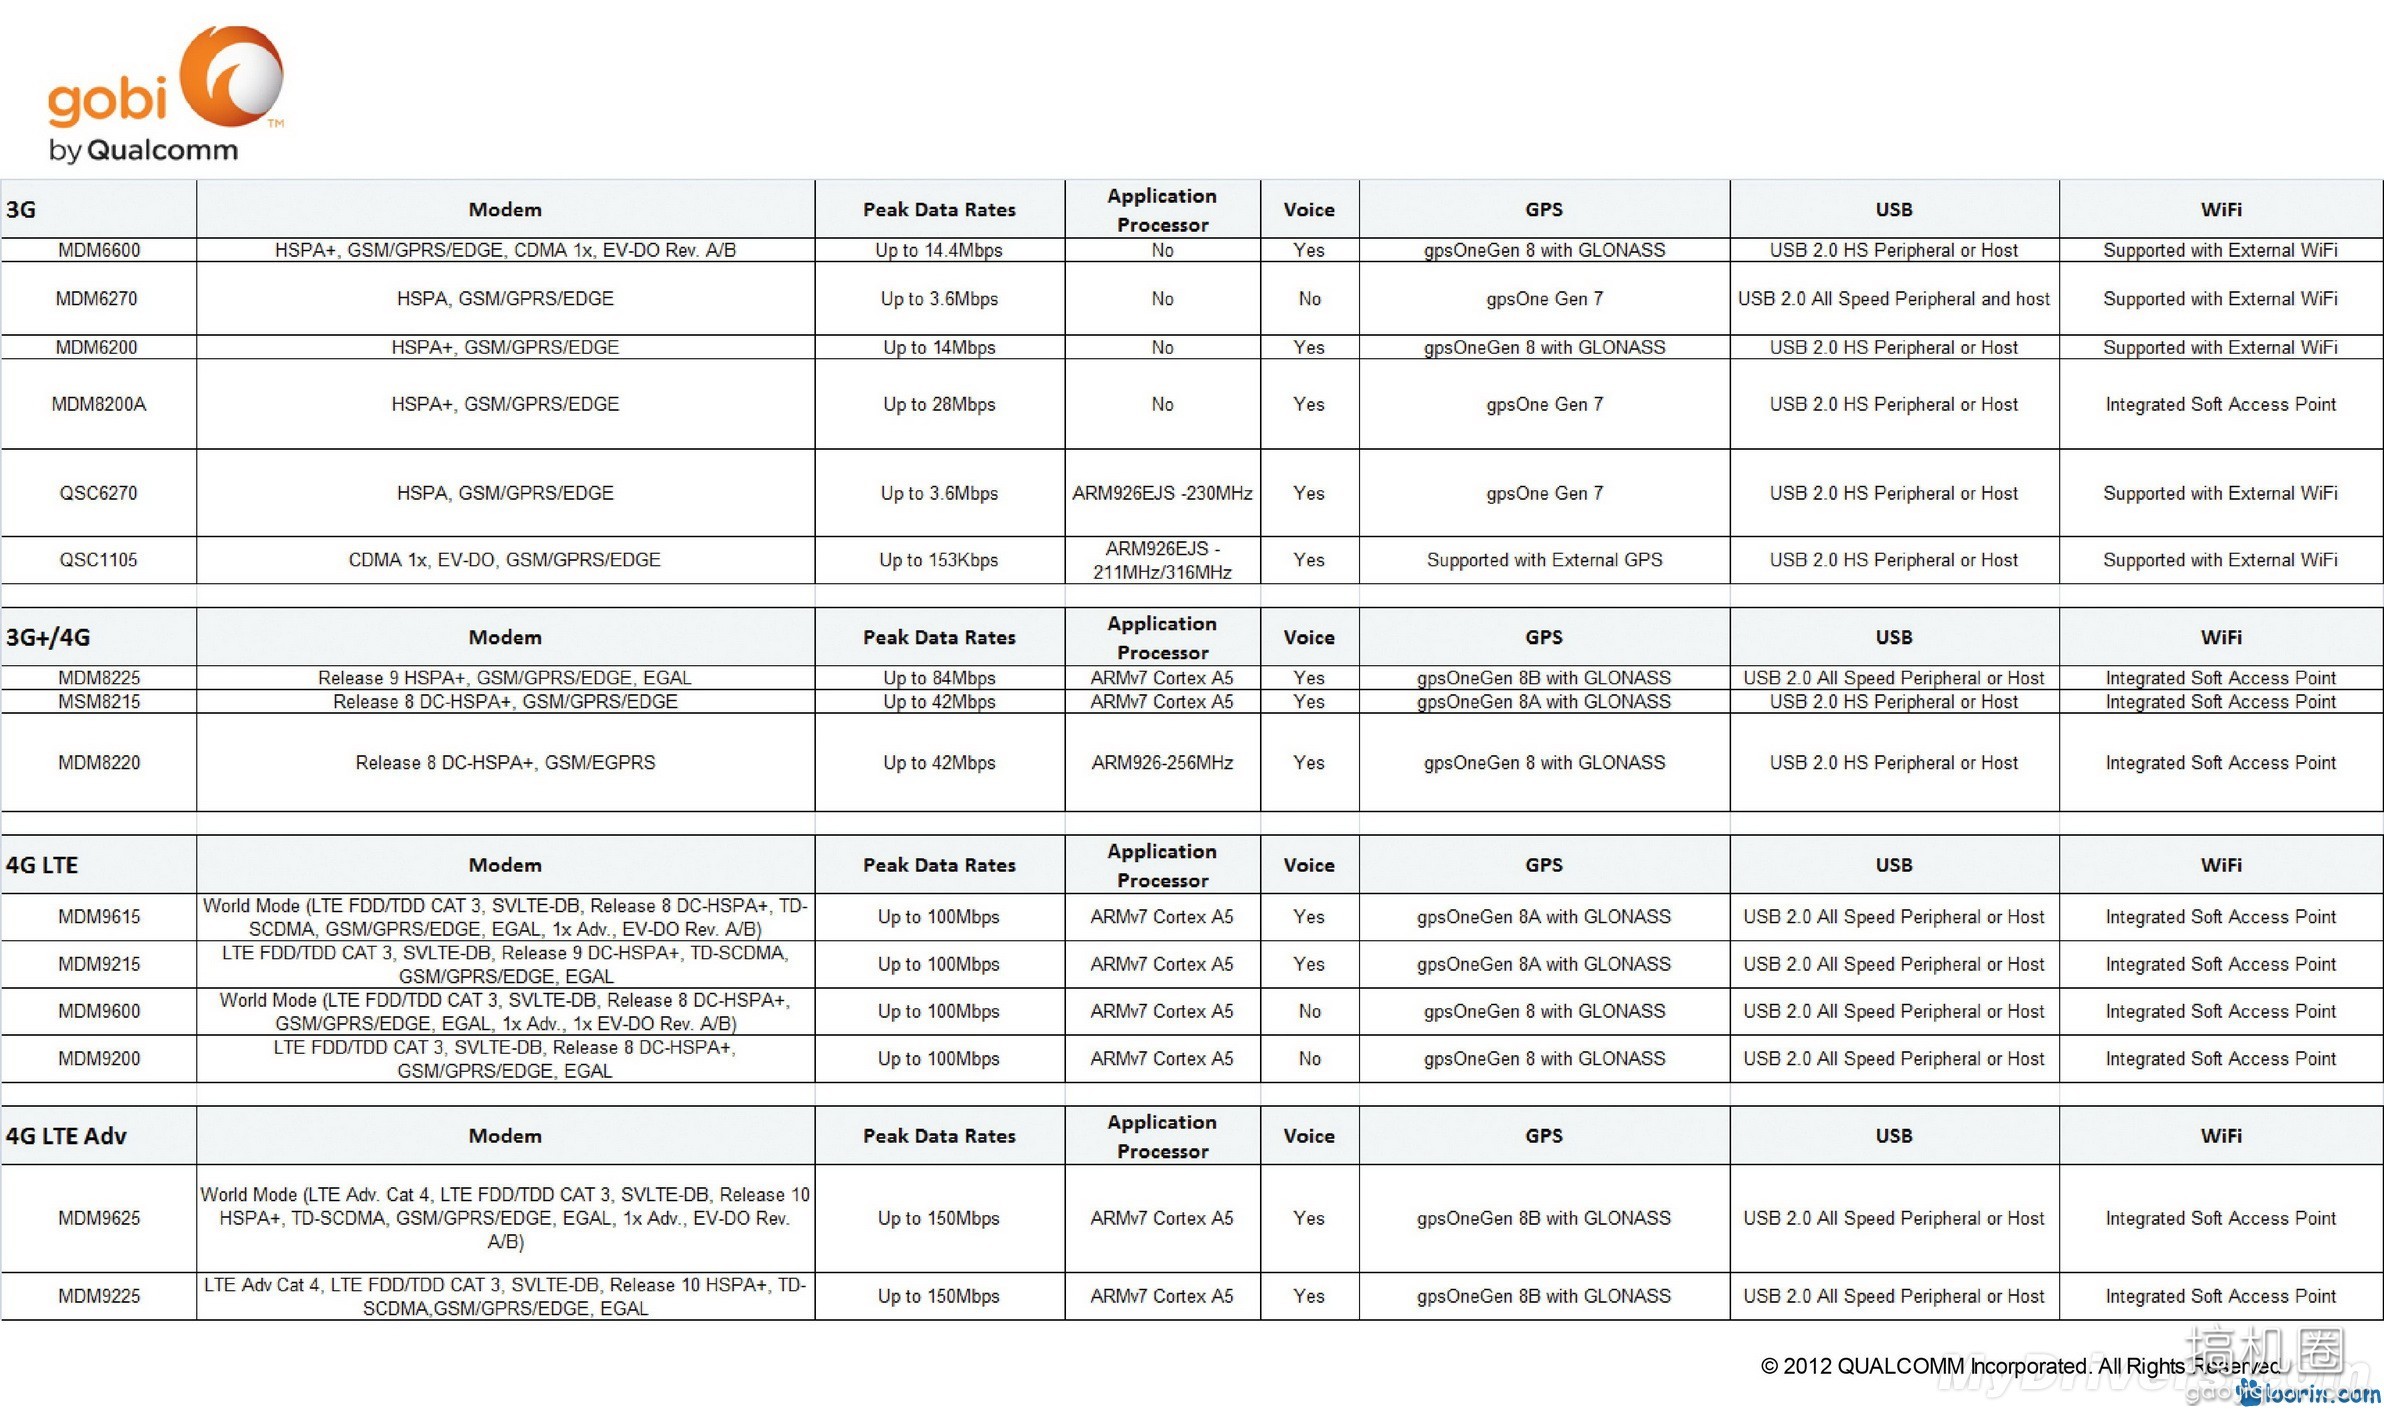 gobi
TM
by Qualcomm
3G Modem Peak Data Rates Application Processor Voice GPS USB WiFi
MDM6600 HSPA+, GSM/GPRS/EDGE, CDMA 1x, EV-DO Rev. A/B Up to 14.4Mbps No Yes gpsOneGen 8 with GLONASS USB 2.0 HS Peripheral or Host Supported with External WiFi
MDM6270 HSPA, GSM/GPRS/EDGE Up to 3.6Mbps No No gpsOne Gen 7 USB 2.0 All Speed Peripheral and host Supported with External WiFi
MDM6200 HSPA+, GSM/GPRS/EDGE Up to 14Mbps No Yes gpsOneGen 8 with GLONASS USB 2.0 HS Peripheral or Host Supported with External WiFi
MDM8200A HSPA+, GSM/GPRS/EDGE Up to 28Mbps No Yes gpsOne Gen 7 USB 2.0 HS Peripheral or Host Integrated Soft Access Point
QSC6270 HSPA, GSM/GPRS/EDGE Up to 3.6Mbps ARM926EJS -230MHz Yes gpsOne Gen 7 USB 2.0 HS Peripheral or Host Supported with External WiFi
QSC1105 CDMA 1x, EV-DO, GSM/GPRS/EDGE Up to 153Kbps ARM926EJS - 211MHz/316MHz Yes Supported with External GPS USB 2.0 HS Peripheral or Host Supported with External WiFi
3G+/4G Modem Peak Data Rates Application Processor Voice GPS USB WiFi
MDM8225 Release 9 HSPA+, GSM/GPRS/EDGE, EGAL Up to 84Mbps ARMv7 Cortex A5 Yes gpsOneGen 8B with GLONASS USB 2.0 All Speed Peripheral or Host Integrated Soft Access Point
MSM8215 Release 8 DC-HSPA+, GSM/GPRS/EDGE Up to 42Mbps ARMv7 Cortex A5 Yes gpsOneGen 8A with GLONASS USB 2.0 HS Peripheral or Host Integrated Soft Access Point
MDM8220 Release 8 DC-HSPA+, GSM/EGPRS Up to 42Mbps ARM926-256MHz Yes gpsOneGen 8 with GLONASS USB 2.0 HS Peripheral or Host Integrated Soft Access Point
4G LTE Modem Peak Data Rates Application Processor Voice GPS USB WiFi
MDM9615 World Mode (LTE FDD/TDD CAT 3, SVLTE-DB, Release 8 DC-HSPA+, TD-SCDMA, GSM/GPRS/EDGE, EGAL, 1x Adv., EV-DO Rev. A/B) Up to 100Mbps ARMv7 Cortex A5 Yes gpsOneGen 8A with GLONASS USB 2.0 All Speed Peripheral or Host Integrated Soft Access Point
MDM9215 LTE FDD/TDD CAT 3, SVLTE-DB, Release 9 DC-HSPA+, TD-SCDMA, GSM/GPRS/EDGE, EGAL Up to 100Mbps ARMv7 Cortex A5 Yes gpsOneGen 8A with GLONASS USB 2.0 All Speed Peripheral or Host Integrated Soft Access Point
MDM9600 World Mode (LTE FDD/TDD CAT 3, SVLTE-DB, Release 8 DC-HSPA+, GSM/GPRS/EDGE, EGAL, 1x Adv., 1x EV-DO Rev. A/B) Up to 100Mbps ARMv7 Cortex A5 No gpsOneGen 8 with GLONASS USB 2.0 All Speed Peripheral or Host Integrated Soft Access Point
MDM9200 LTE FDD/TDD CAT 3, SVLTE-DB, Release 8 DC-HSPA+, GSM/GPRS/EDGE, EGAL Up to 100Mbps ARMv7 Cortex A5 No gpsOneGen 8 with GLONASS USB 2.0 All Speed Peripheral or Host Integrated Soft Access Point
4G LTE Adv Modem Peak Data Rates Application Processor Voice GPS USB WiFi
MDM9625 World Mode (LTE Adv. Cat 4, LTE FDD/TDD CAT 3, SVLTE-DB, Release 10 HSPA+, TD-SCDMA, GSM/GPRS/EDGE, EGAL, 1x Adv., EV-DO Rev. A/B) Up to 150Mbps ARMv7 Cortex A5 Yes gpsOneGen 8B with GLONASS USB 2.0 All Speed Peripheral or Host Integrated Soft Access Point
MDM9225 LTE Adv Cat 4, LTE FDD/TDD CAT 3, SVLTE-DB, Release 10 HSPA+, TD-SCDMA,GSM/GPRS/EDGE, EGAL Up to 150Mbps ARMv7 Cortex A5 Yes gpsOneGen 8B with GLONASS USB 2.0 All Speed Peripheral or Host Integrated Soft Access Point
搞机圈
© 2012 QUALCOMM Incorporated. All Rights Reserved
loorin.com